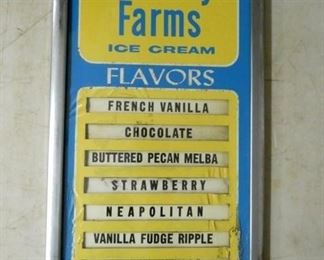 Farms
ICE CREAM
FLAVORS
FRENCH VANILLA
CHOCOLATE
BUTTERED PECAN MELBA
STRAWBERRY
NEAPOLITAN
VANILLA FUDGE RIPPLE